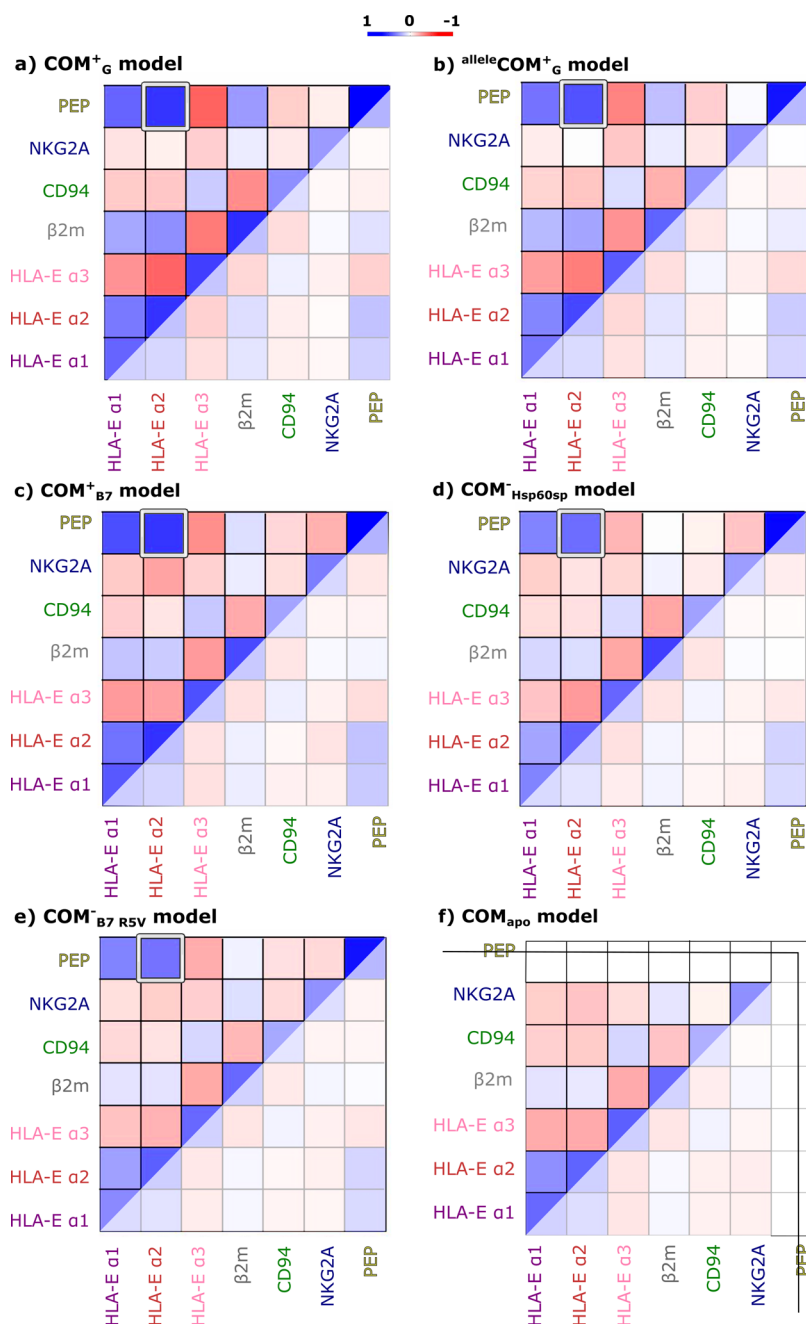 1 0 -1
a) COM⁺G model
PEP
NKG2A
CD94
β2m
HLA-E α3
HLA-E α2
HLA-E α1
HLA-E α1
HLA-E α2
HLA-E α3
β2m
CD94
NKG2A
PEP
b) alleleCOM⁺G model
PEP
NKG2A
CD94
β2m
HLA-E α3
HLA-E α2
HLA-E α1
HLA-E α1
HLA-E α2
HLA-E α3
β2m
CD94
NKG2A
PEP
c) COM⁺B7 model
PEP
NKG2A
CD94
β2m
HLA-E α3
HLA-E α2
HLA-E α1
HLA-E α1
HLA-E α2
HLA-E α3
β2m
CD94
NKG2A
PEP
d) COM⁻Hsp60sp model
PEP
NKG2A
CD94
β2m
HLA-E α3
HLA-E α2
HLA-E α1
HLA-E α1
HLA-E α2
HLA-E α3
β2m
CD94
NKG2A
PEP
e) COM⁻B7 R5V model
PEP
NKG2A
CD94
β2m
HLA-E α3
HLA-E α2
HLA-E α1
HLA-E α1
HLA-E α2
HLA-E α3
β2m
CD94
NKG2A
PEP
f) COMapo model
PEP
NKG2A
CD94
β2m
HLA-E α3
HLA-E α2
HLA-E α1
HLA-E α1
HLA-E α2
HLA-E α3
β2m
CD94
NKG2A
PEP